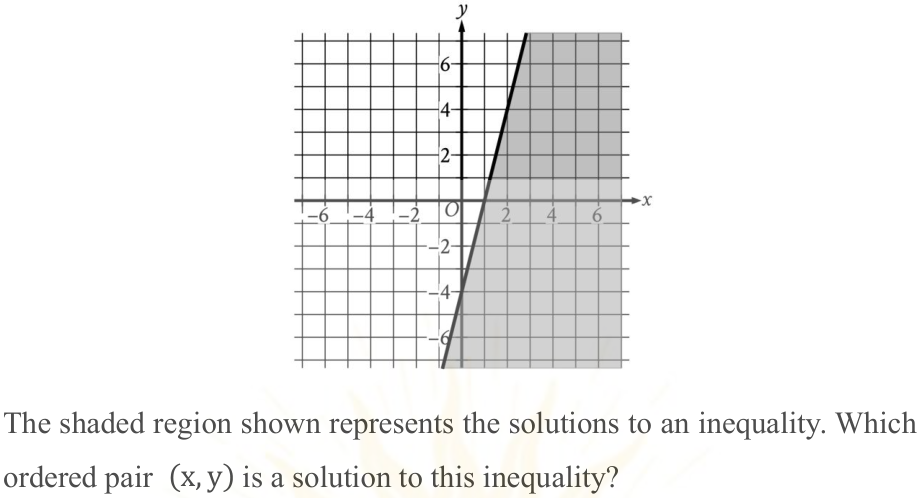 y
6
4
2
-6 -4 -2 O 2 4 6 x
-2
-4
-6
The shaded region shown represents the solutions to an inequality. Which
ordered pair (x, y) is a solution to this inequality?